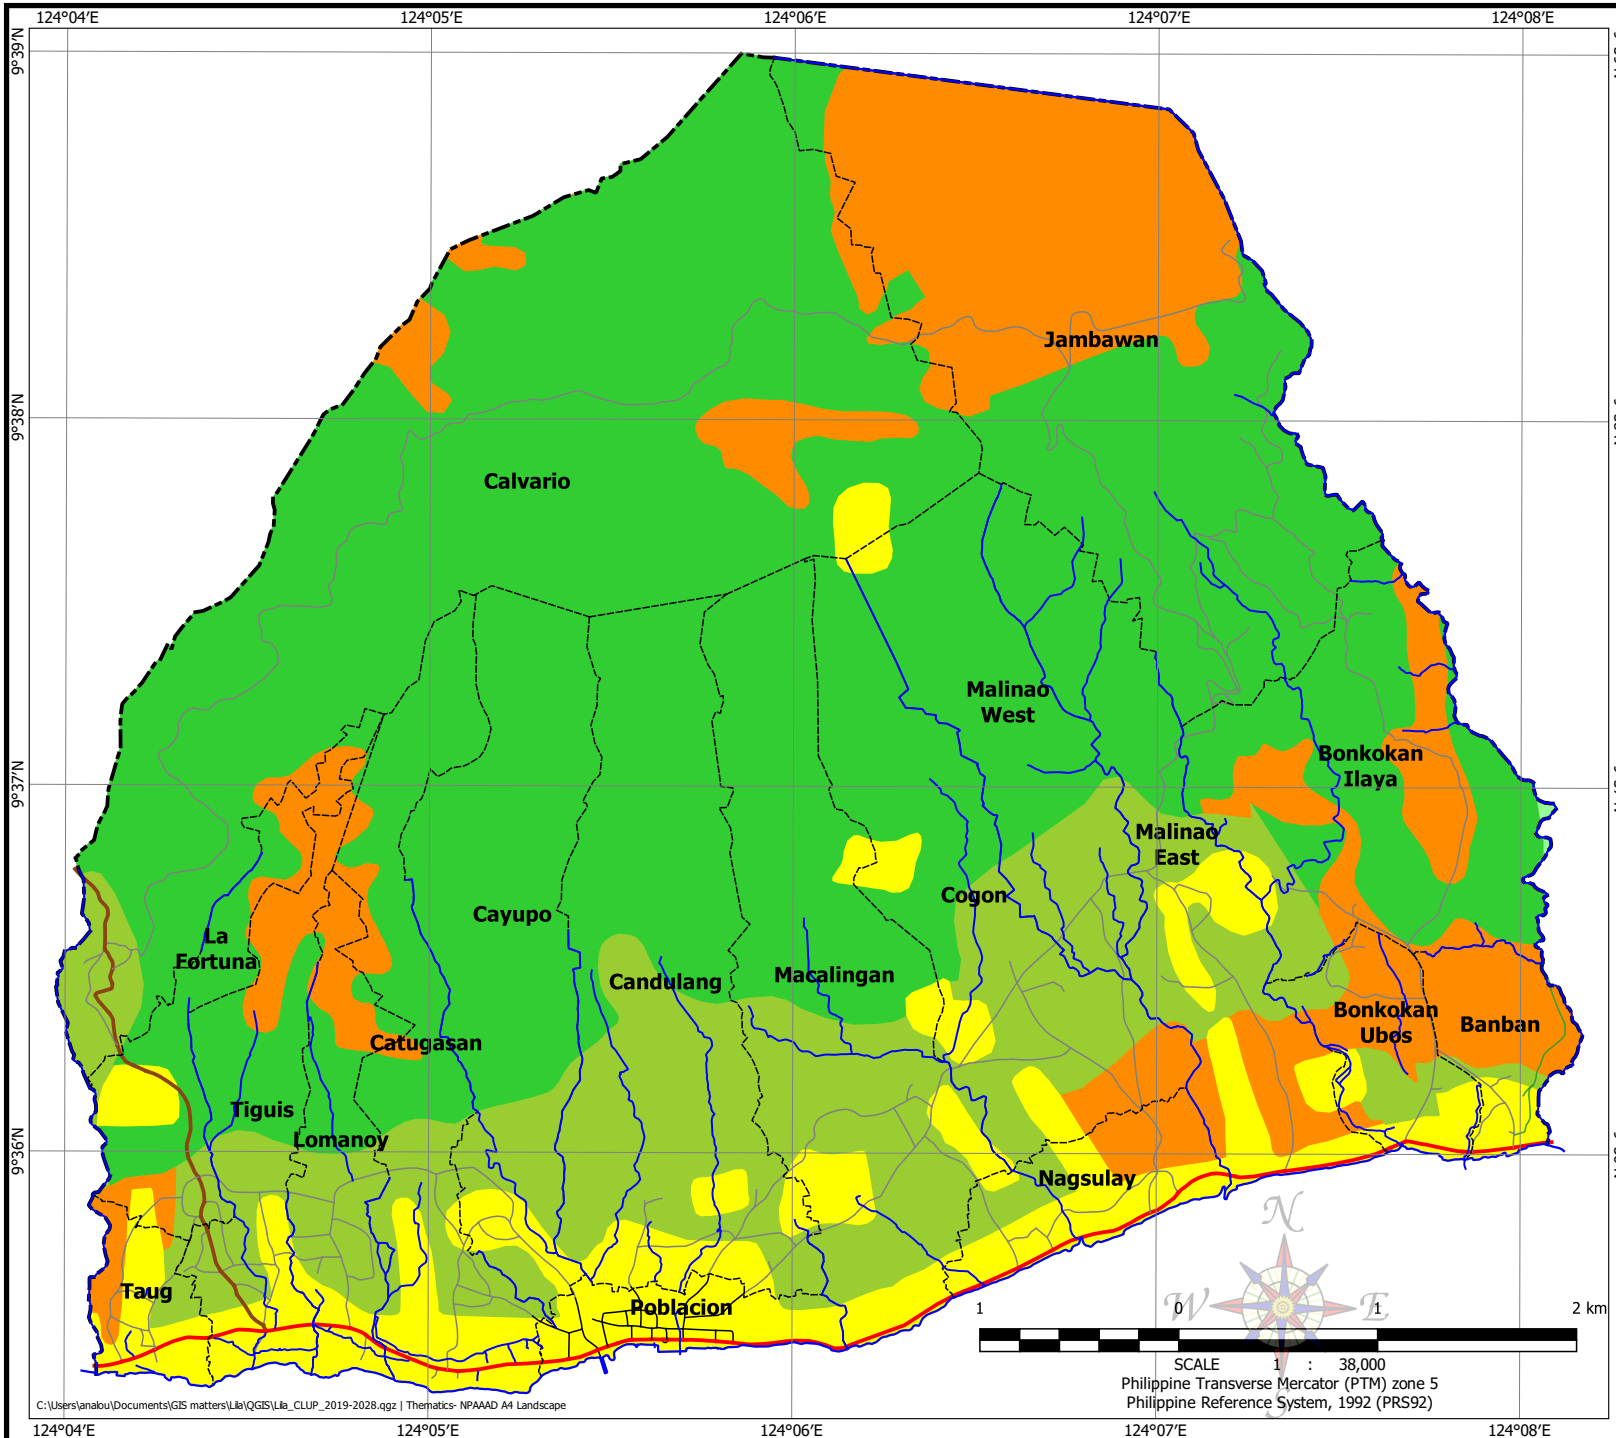 124°04'E 124°05'E 124°06'E 124°07'E 124°08'E
9°39'N
Jambawan
9°38'N
Calvario
Malinao
West
Bonkokan
Ilaya
9°37'N
Malinao
East
Cogon
Cayupo
La
Fortuna
Candulang
Macalingan
Bonkokan
Ubos
Banban
Catugasan
Tiguis
Lomanoy
9°36'N
Nagsulay
N
Taug
Poblacion
W E
1 0 1 2 km
SCALE 1 : 38,000
Philippine Transverse Mercator (PTM) zone 5
Philippine Reference System, 1992 (PRS92)
S
C:\Users\analou\Documents\GIS matters\Lila\QGIS\Lila_CLUP_2019-2028.qgz | Thematics- NPAAAD A4 Landscape
124°04'E 124°05'E 124°06'E 124°07'E 124°08'E